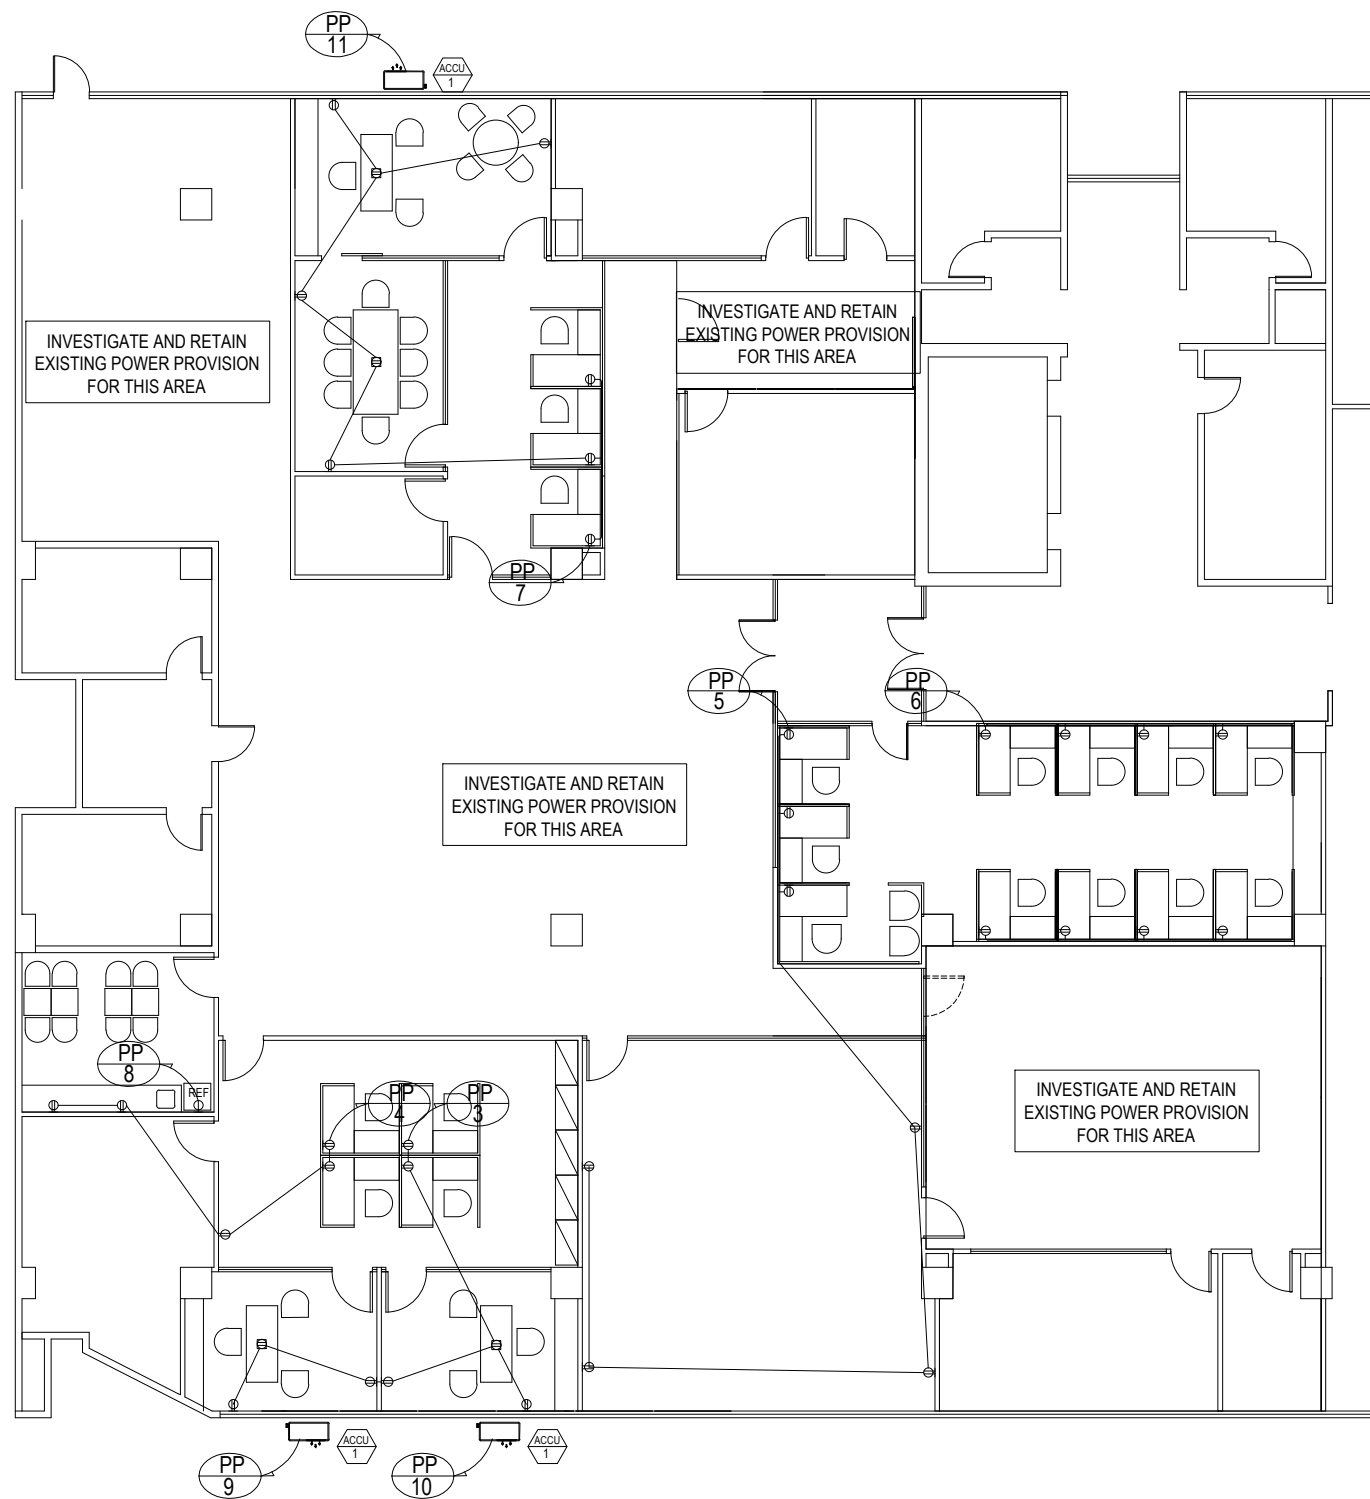 PP
11
ACCU
1
INVESTIGATE AND RETAIN
EXISTING POWER PROVISION
FOR THIS AREA
INVESTIGATE AND RETAIN
EXISTING POWER PROVISION
FOR THIS AREA
PP
7
PP
5
PP
6
INVESTIGATE AND RETAIN
EXISTING POWER PROVISION
FOR THIS AREA
PP
8
REF
PP
4
PP
3
INVESTIGATE AND RETAIN
EXISTING POWER PROVISION
FOR THIS AREA
PP
9
ACCU
1
PP
10
ACCU
1